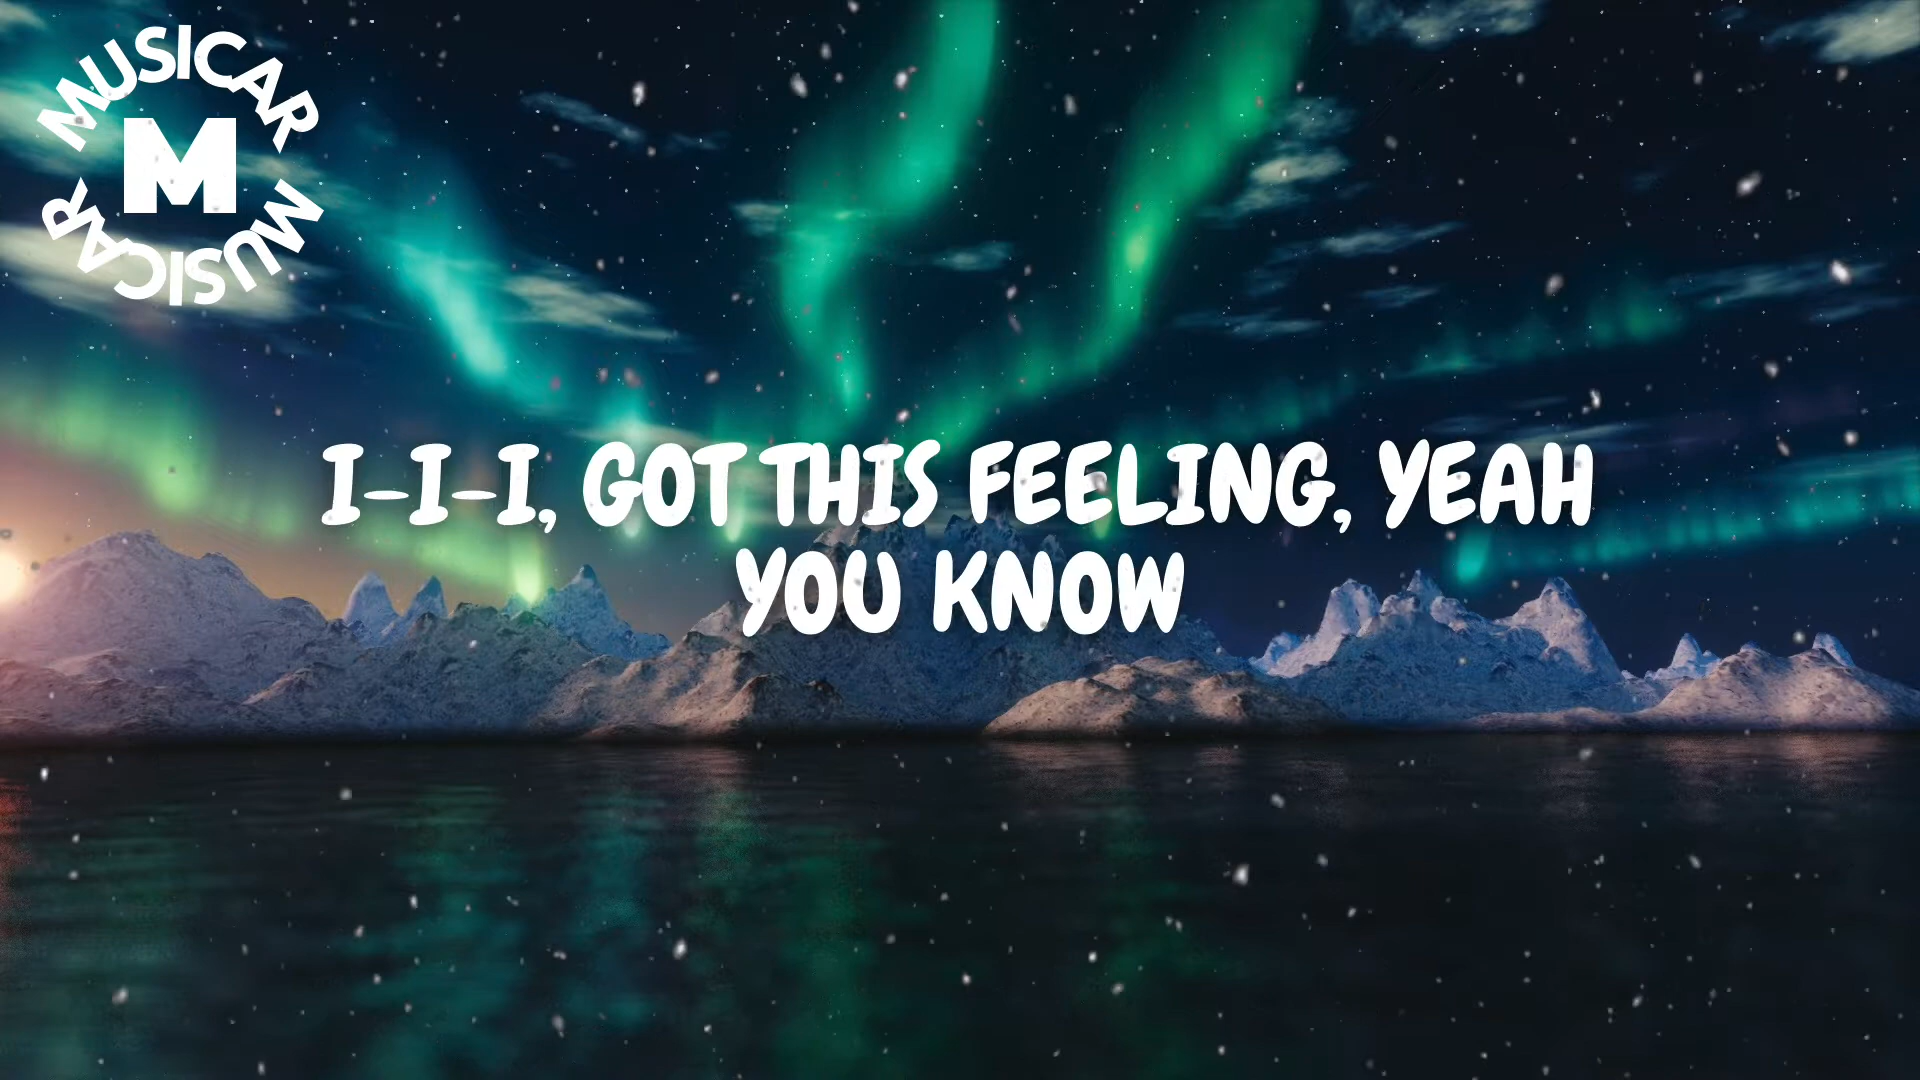 MUSICAR
M
MUSICAR
I-I-I, GOT THIS FEELING, YEAH
YOU KNOW